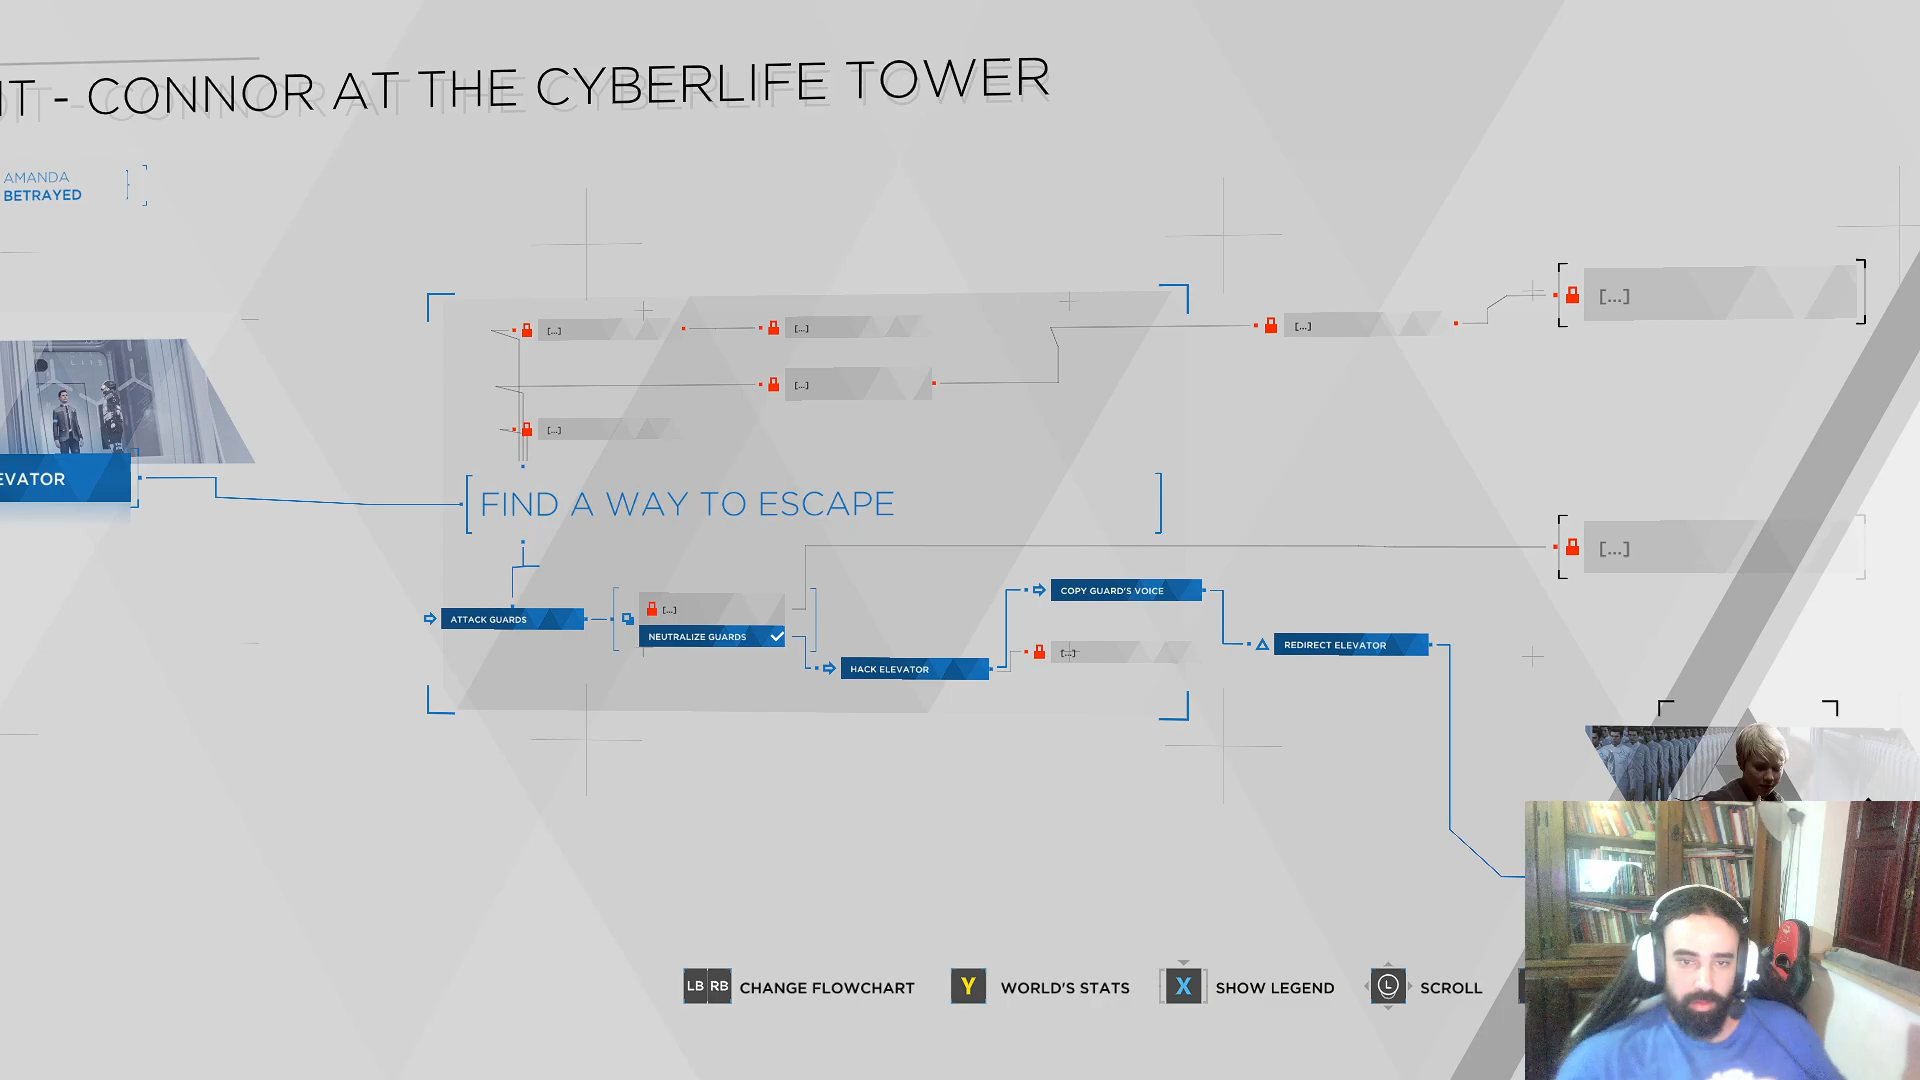 IT - CONNOR AT THE CYBERLIFE TOWER
AMANDA
BETRAYED
[...]
[...]
[...]
[...]
[...]
[...]
EVATOR
FIND A WAY TO ESCAPE
[...]
COPY GUARD'S VOICE
[...]
ATTACK GUARDS
NEUTRALIZE GUARDS
REDIRECT ELEVATOR
[...]
HACK ELEVATOR
LB RB CHANGE FLOWCHART
Y WORLD'S STATS
X SHOW LEGEND
L SCROLL